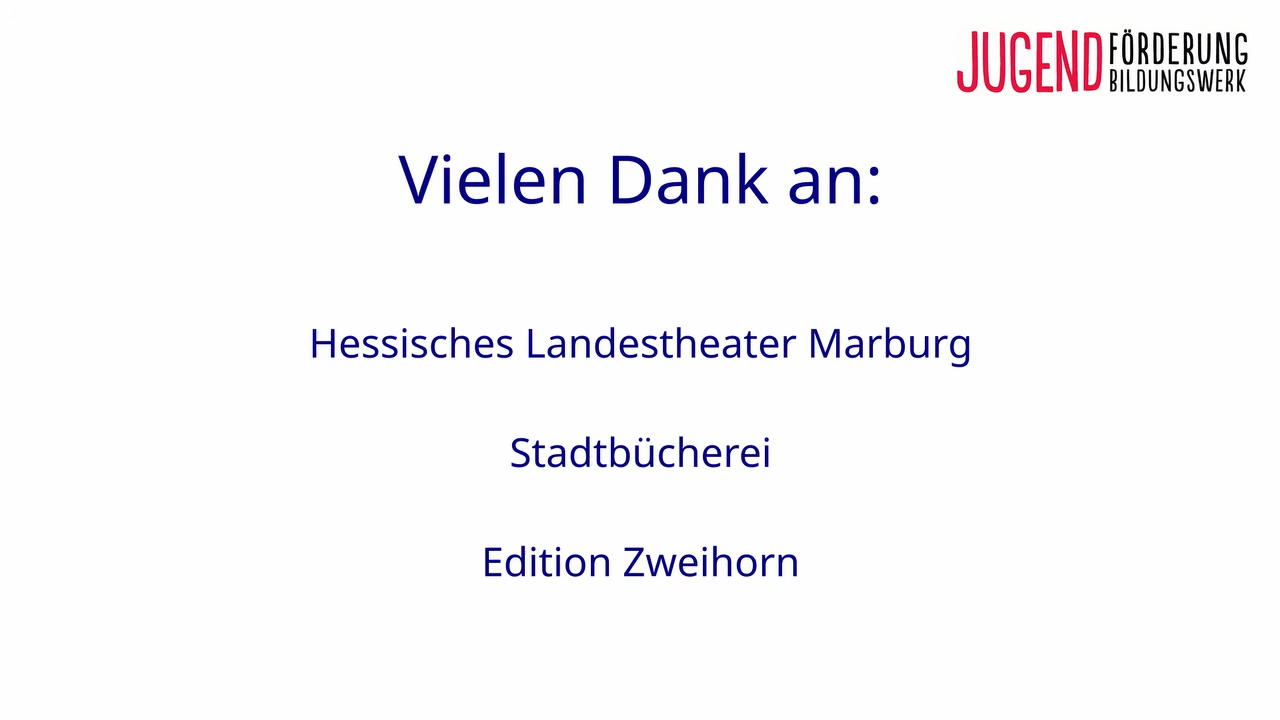 JUGEND FÖRDERUNG
BILDUNGSWERK
Vielen Dank an:
Hessisches Landestheater Marburg
Stadtbücherei
Edition Zweihorn